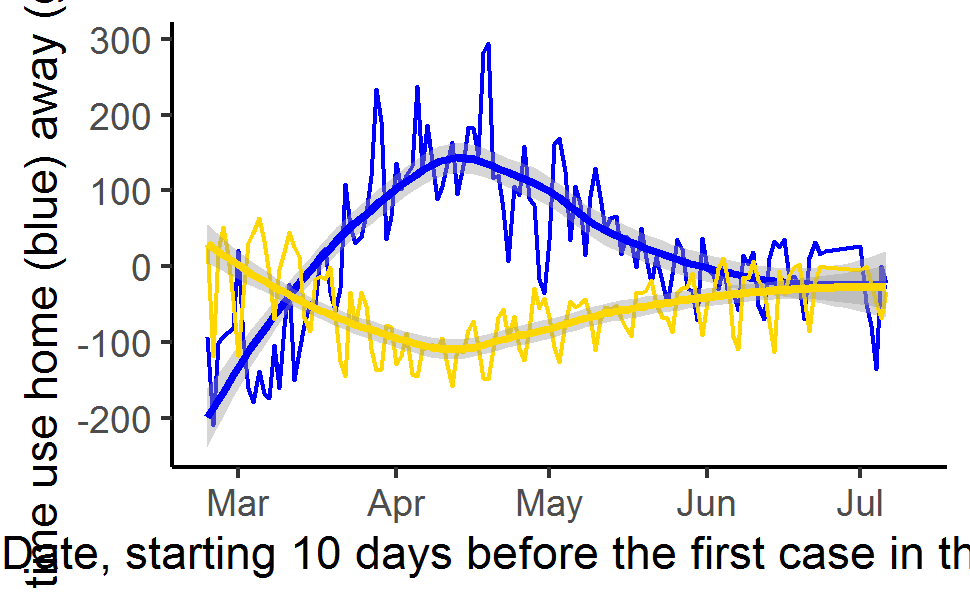 time use home (blue) away (g
300
200
100
0
-100
-200
Mar Apr May Jun Jul
Date, starting 10 days before the first case in th